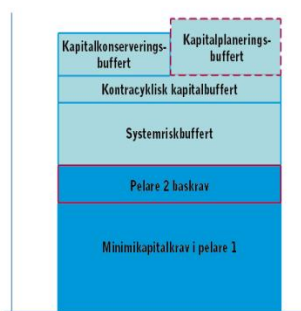 Kapitalkonserverings-
buffert
Kapitalplanerings-
buffert
Kontracyklisk kapitalbuffert
Systemriskbuffert
Pelare 2 baskrav
Minimikapitalkrav i pelare 1